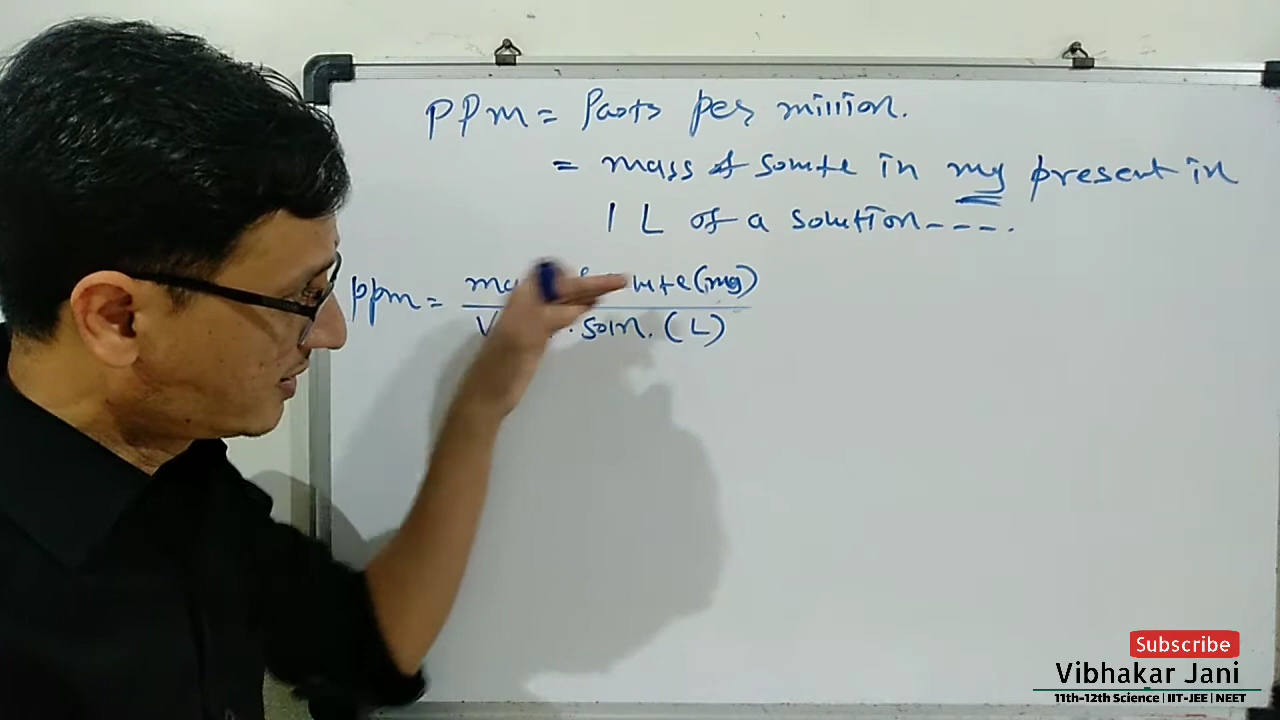 PPm = Parts per million.
= mass of solute in mg present in
1 L of a solution----.
ppm = (mg)
soln. (L)
Subscribe
Vibhakar Jani
11th-12th Science | IIT-JEE | NEET